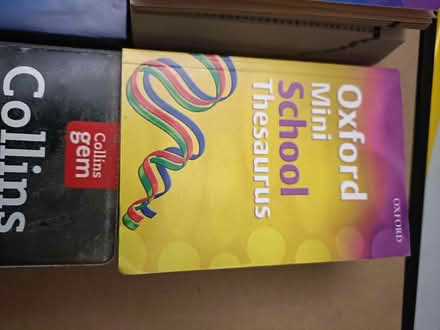 Collins
Collins
gem
Oxford
Mini
School
Thesaurus
OXFORD